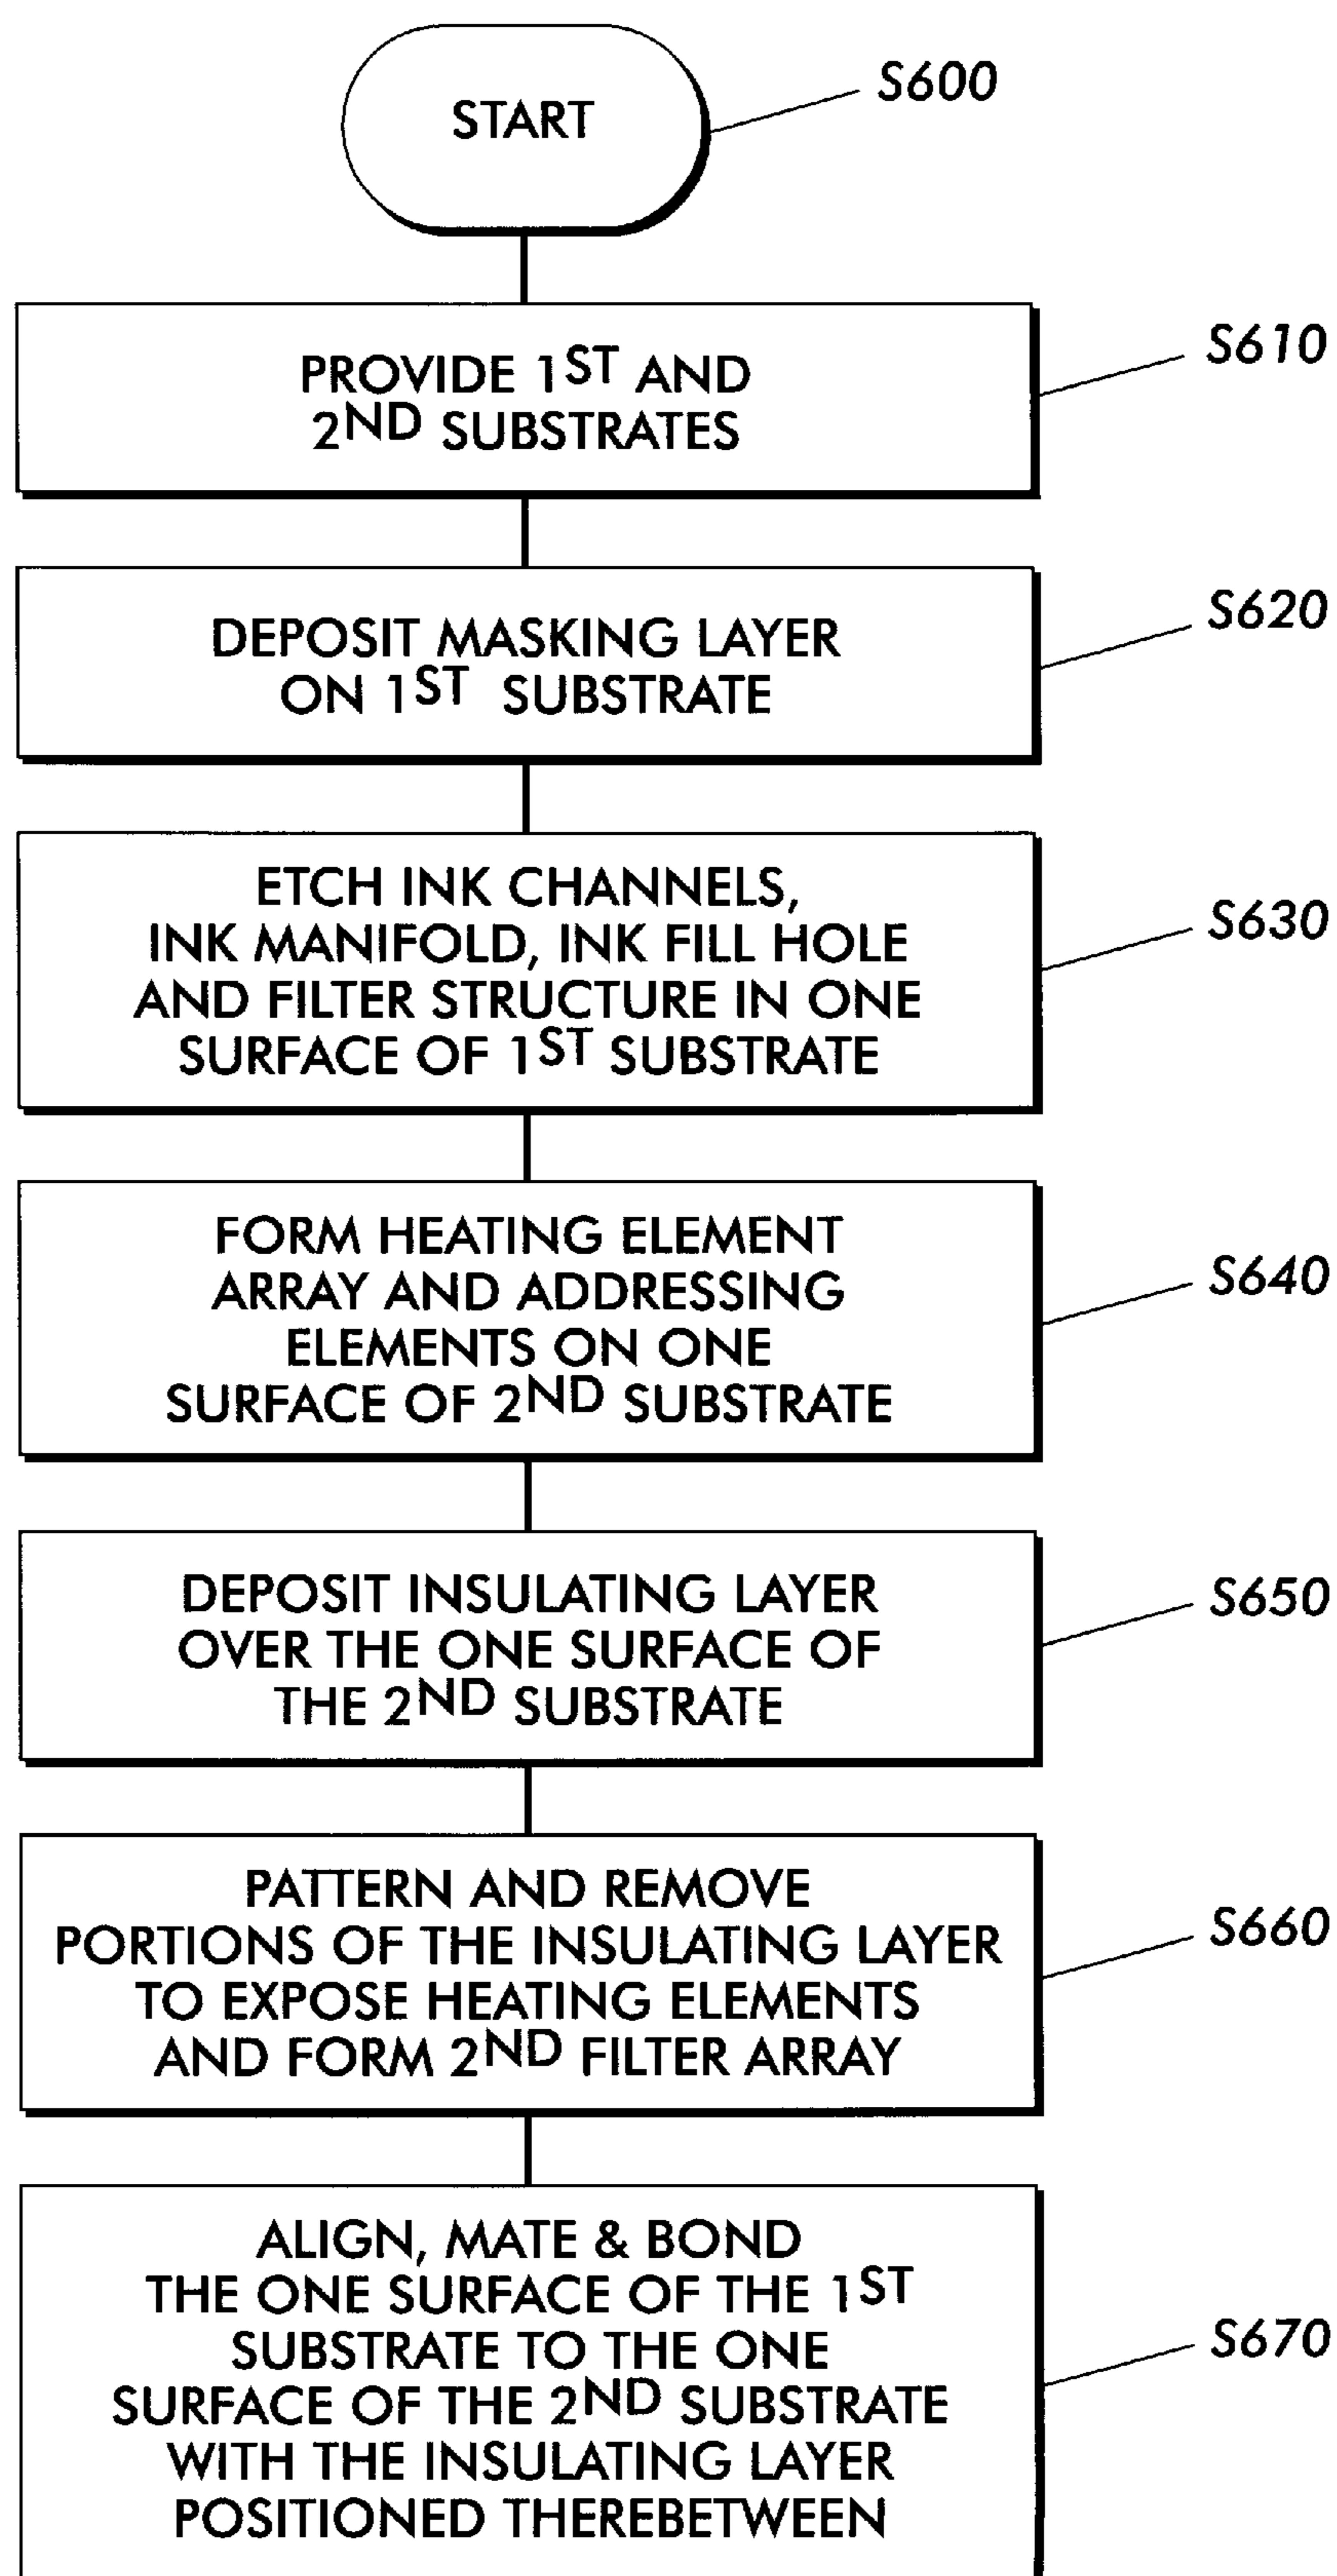 START
S600
PROVIDE 1ST AND
2ND SUBSTRATES
S610
DEPOSIT MASKING LAYER
ON 1ST SUBSTRATE
S620
ETCH INK CHANNELS,
INK MANIFOLD, INK FILL HOLE
AND FILTER STRUCTURE IN ONE
SURFACE OF 1ST SUBSTRATE
S630
FORM HEATING ELEMENT
ARRAY AND ADDRESSING
ELEMENTS ON ONE
SURFACE OF 2ND SUBSTRATE
S640
DEPOSIT INSULATING LAYER
OVER THE ONE SURFACE OF
THE 2ND SUBSTRATE
S650
PATTERN AND REMOVE
PORTIONS OF THE INSULATING LAYER
TO EXPOSE HEATING ELEMENTS
AND FORM 2ND FILTER ARRAY
S660
ALIGN, MATE & BOND
THE ONE SURFACE OF THE 1ST
SUBSTRATE TO THE ONE
SURFACE OF THE 2ND SUBSTRATE
WITH THE INSULATING LAYER
POSITIONED THEREBETWEEN
S670